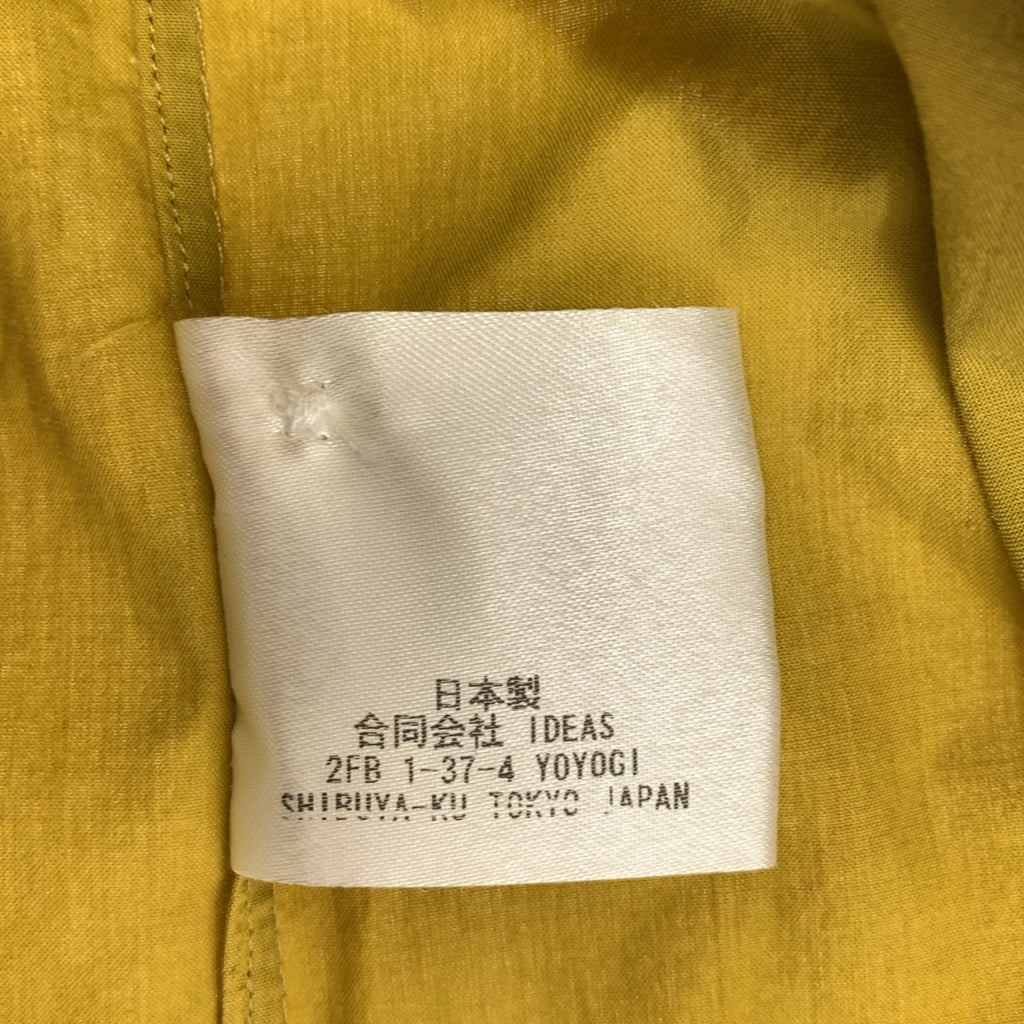 日本製
合同会社 IDEAS
2FB 1-37-4 YOYOGI
SHIBUYA-KU TOKYO JAPAN